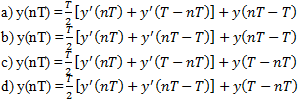 a) y(nT) =T/2 [y′(nT) + y′(T − nT)] + y(nT − T)
b) y(nT) =T/2 [y′(nT) + y′(nT − T)] + y(nT − T)
c) y(nT) =T/2 [y′(nT) + y′(nT − T)] + y(T − nT)
d) y(nT) =T/2 [y′(nT) + y′(T − nT)] + y(T − nT)